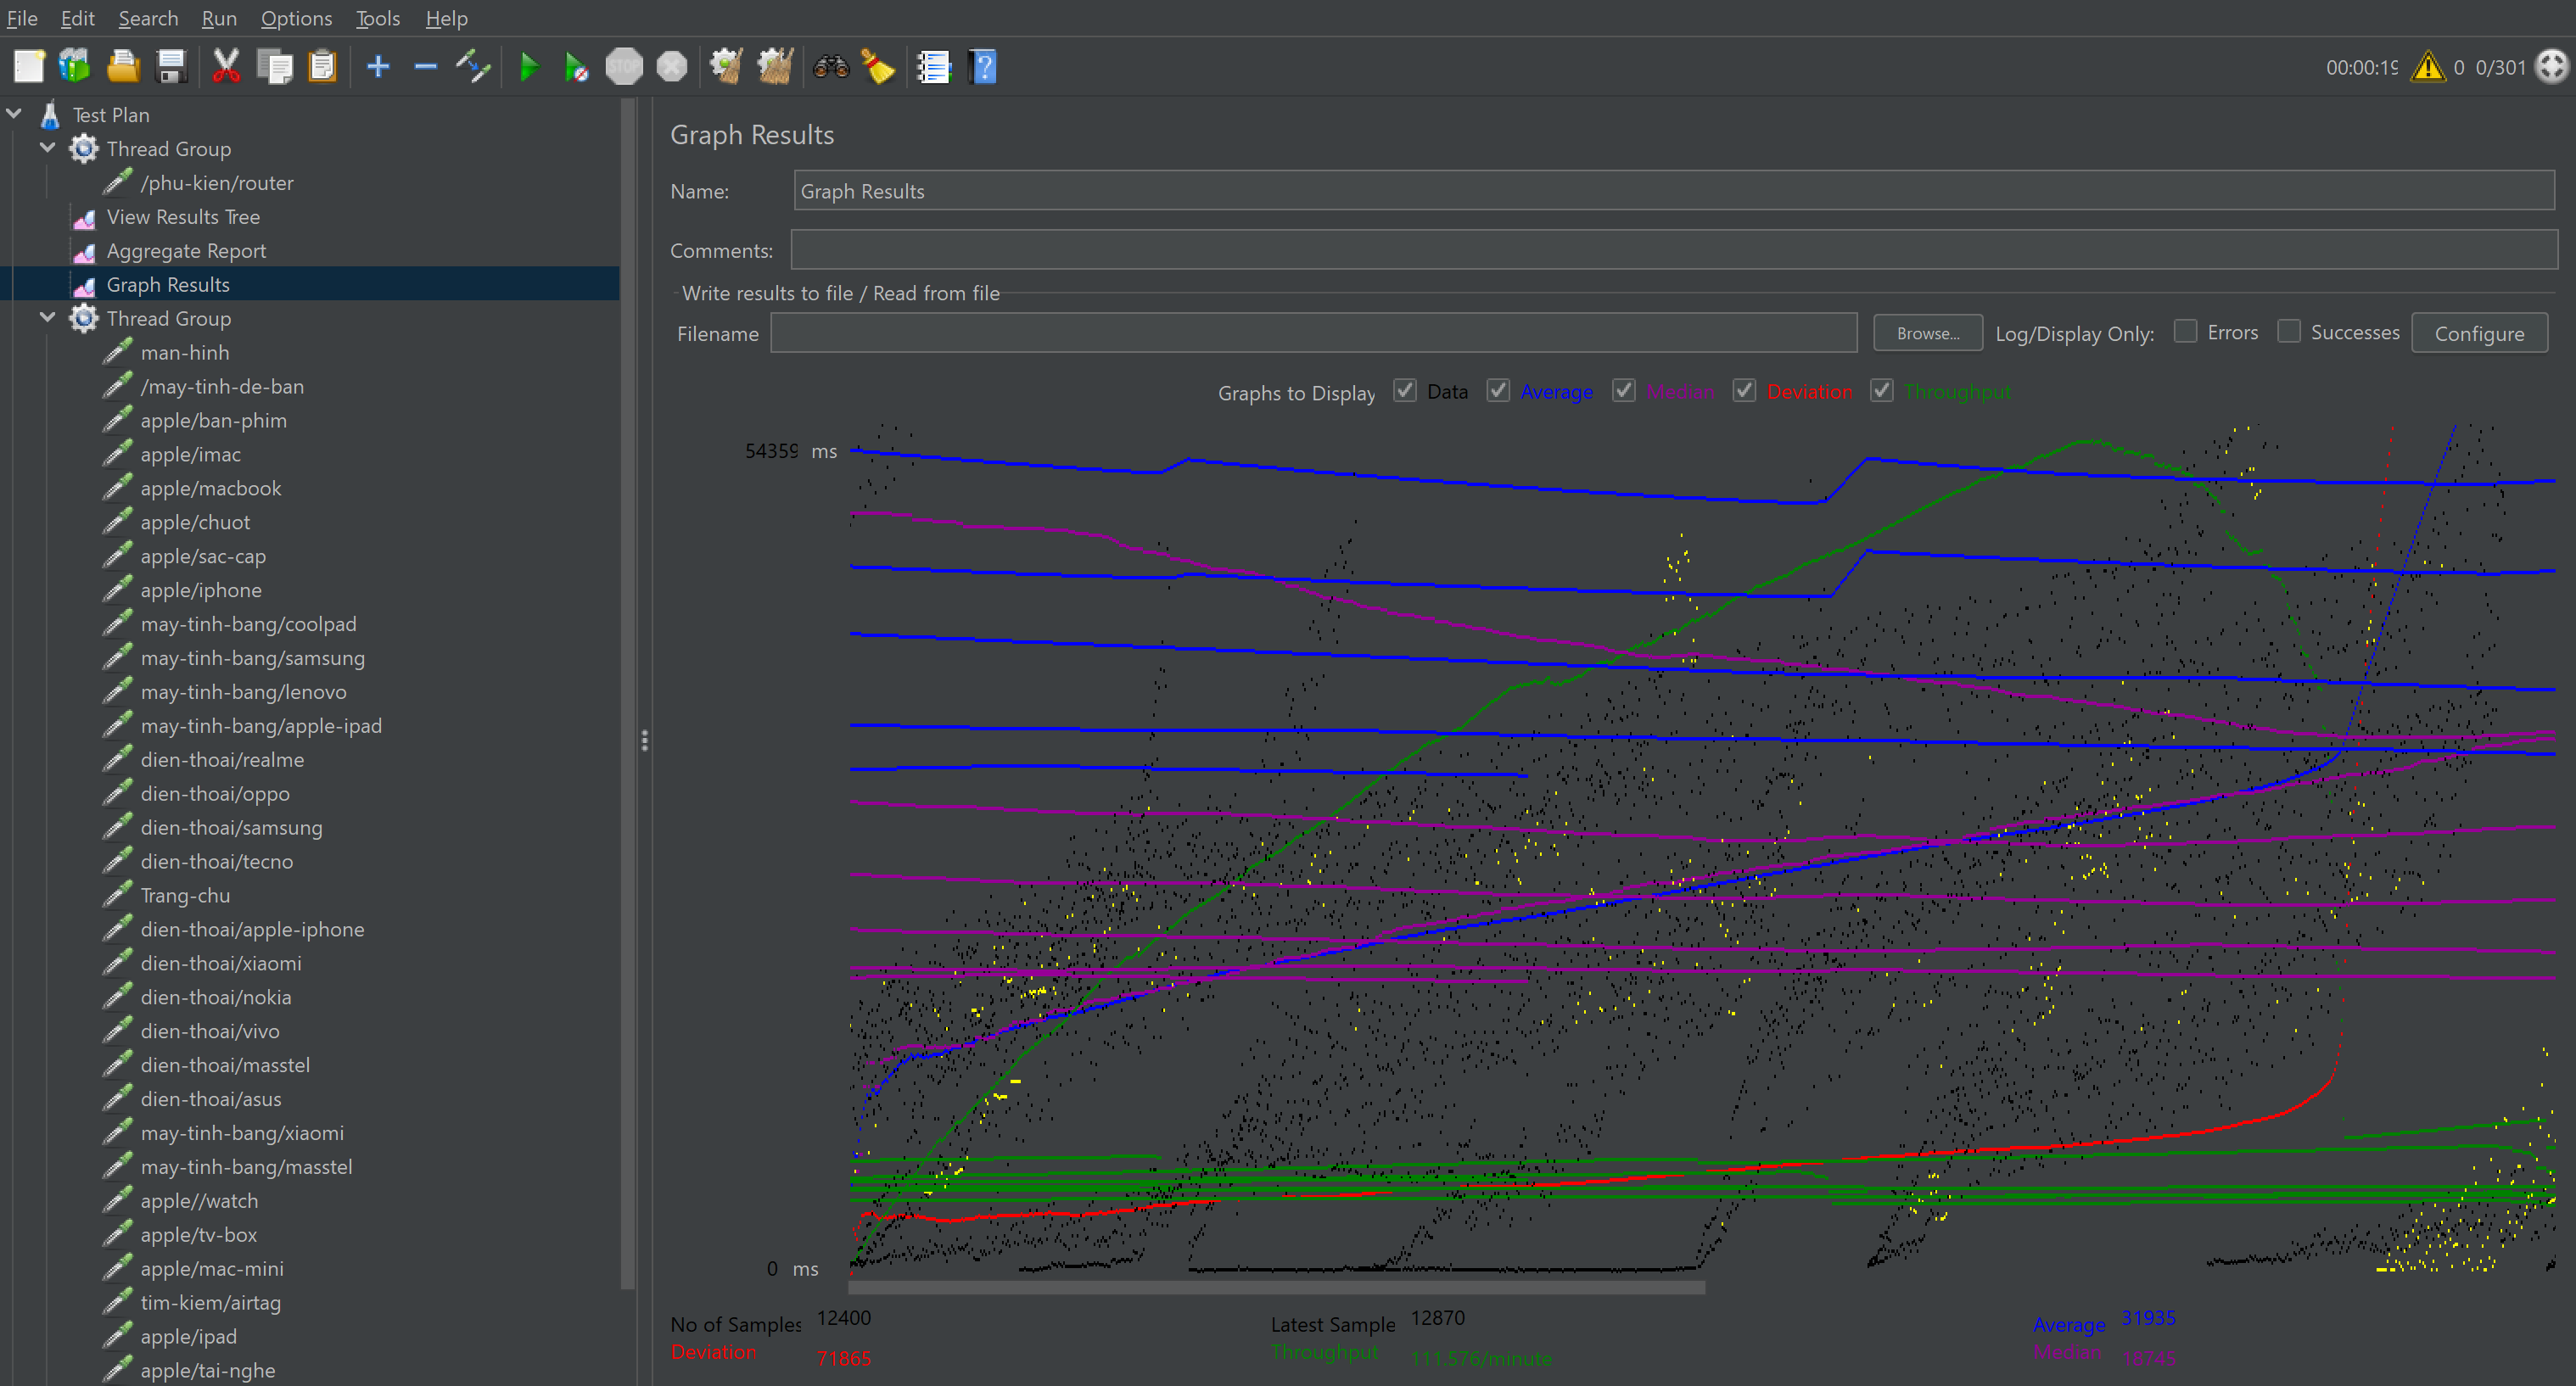 File Edit Search Run Options Tools Help
STOP
00:00:19 0 0/301
Test Plan
Thread Group
/phu-kien/router
View Results Tree
Aggregate Report
Graph Results
Thread Group
man-hinh
/may-tinh-de-ban
apple/ban-phim
apple/imac
apple/macbook
apple/chuot
apple/sac-cap
apple/iphone
may-tinh-bang/coolpad
may-tinh-bang/samsung
may-tinh-bang/lenovo
may-tinh-bang/apple-ipad
dien-thoai/realme
dien-thoai/oppo
dien-thoai/samsung
dien-thoai/tecno
Trang-chu
dien-thoai/apple-iphone
dien-thoai/xiaomi
dien-thoai/nokia
dien-thoai/vivo
dien-thoai/masstel
dien-thoai/asus
may-tinh-bang/xiaomi
may-tinh-bang/masstel
apple//watch
apple/tv-box
apple/mac-mini
tim-kiem/airtag
apple/ipad
apple/tai-nghe
Graph Results
Name: Graph Results
Comments:
Write results to file / Read from file
Filename Browse... Log/Display Only: Errors Successes Configure
Graphs to Display Data Average Median Deviation Throughput
54359 ms
0 ms
No of Samples 12400 Latest Sample 12870 Average 31935
Deviation 71865 Throughput 111.576/minute Median 18745